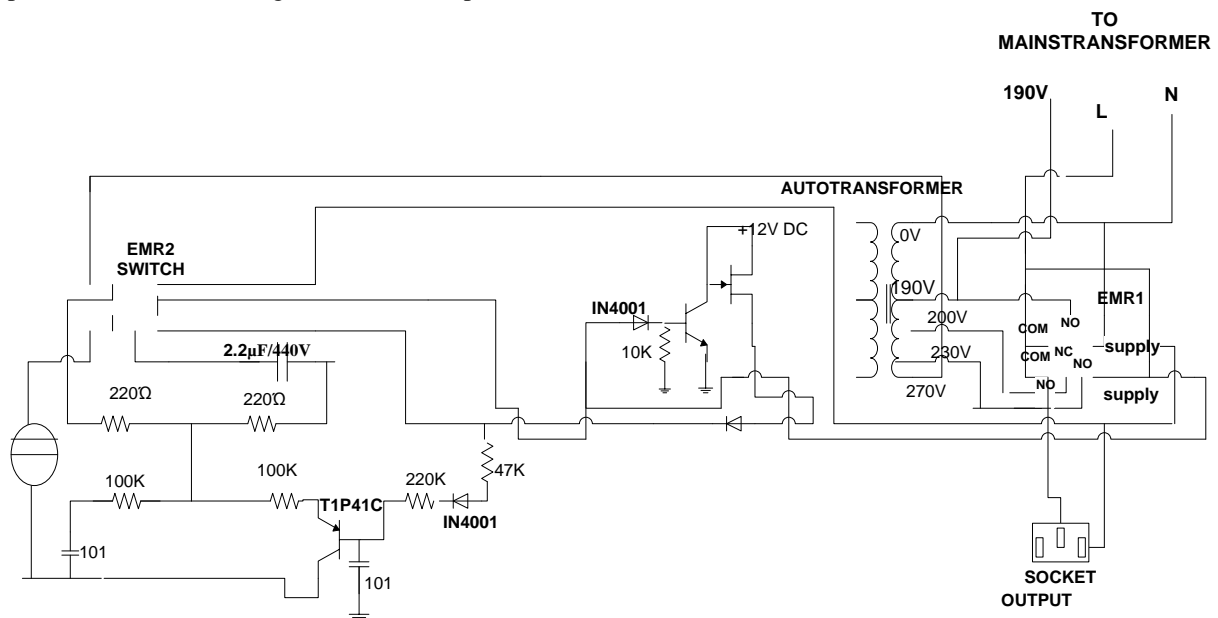 TO
MAINSTRANSFORMER
190V
L
N
AUTOTRANSFORMER
+12V DC
0V
EMR2
SWITCH
190V
IN4001
EMR1
200V
COM
NO
10K
230V
COM
NC
NO
supply
2.2µF/440V
270V
NO
supply
220Ω
220Ω
47K
100K
100K
220K
T1P41C
IN4001
101
101
SOCKET
OUTPUT